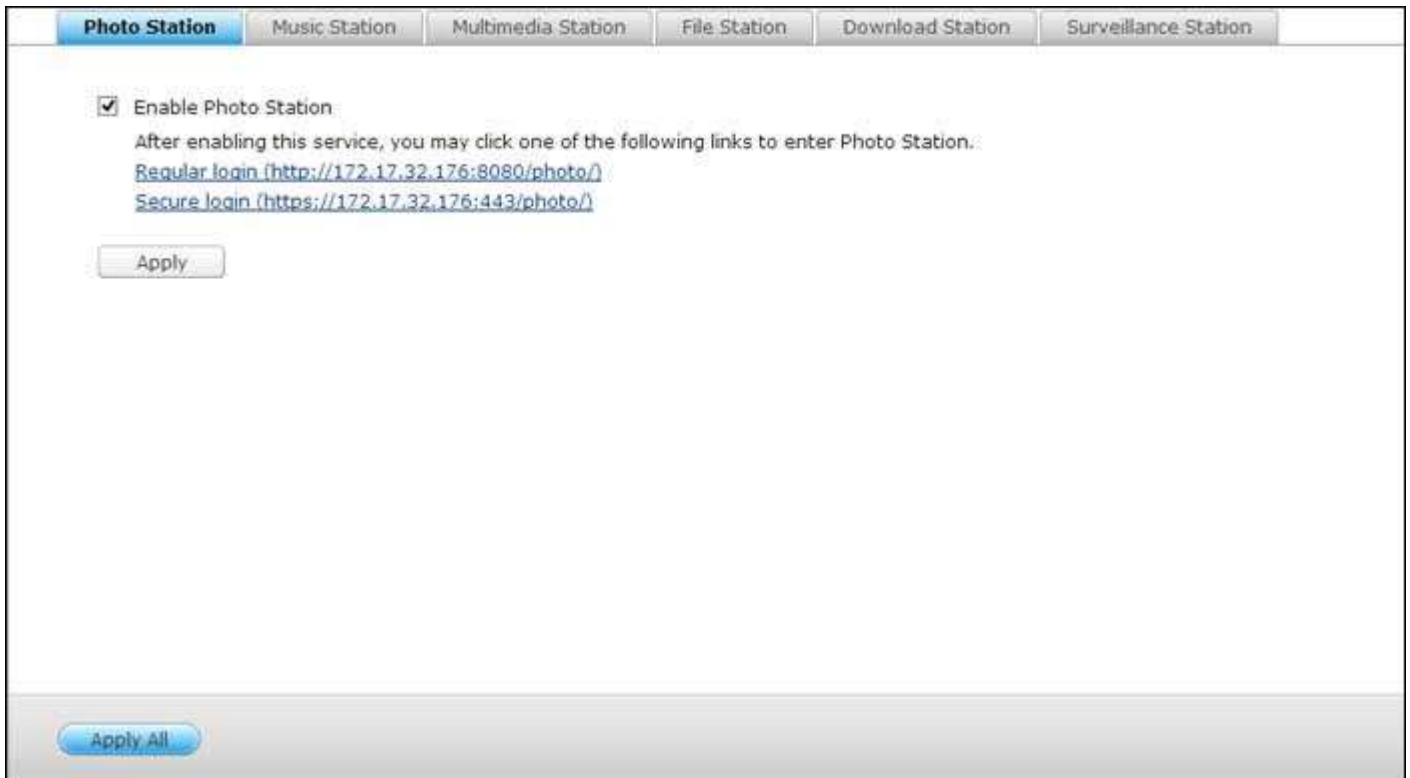 Photo Station Music Station Multimedia Station File Station Download Station Surveillance Station
Enable Photo Station
After enabling this service, you may click one of the following links to enter Photo Station.
Regular login (http://172.17.32.176:8080/photo/)
Secure login (https://172.17.32.176:443/photo/)
Apply
Apply All